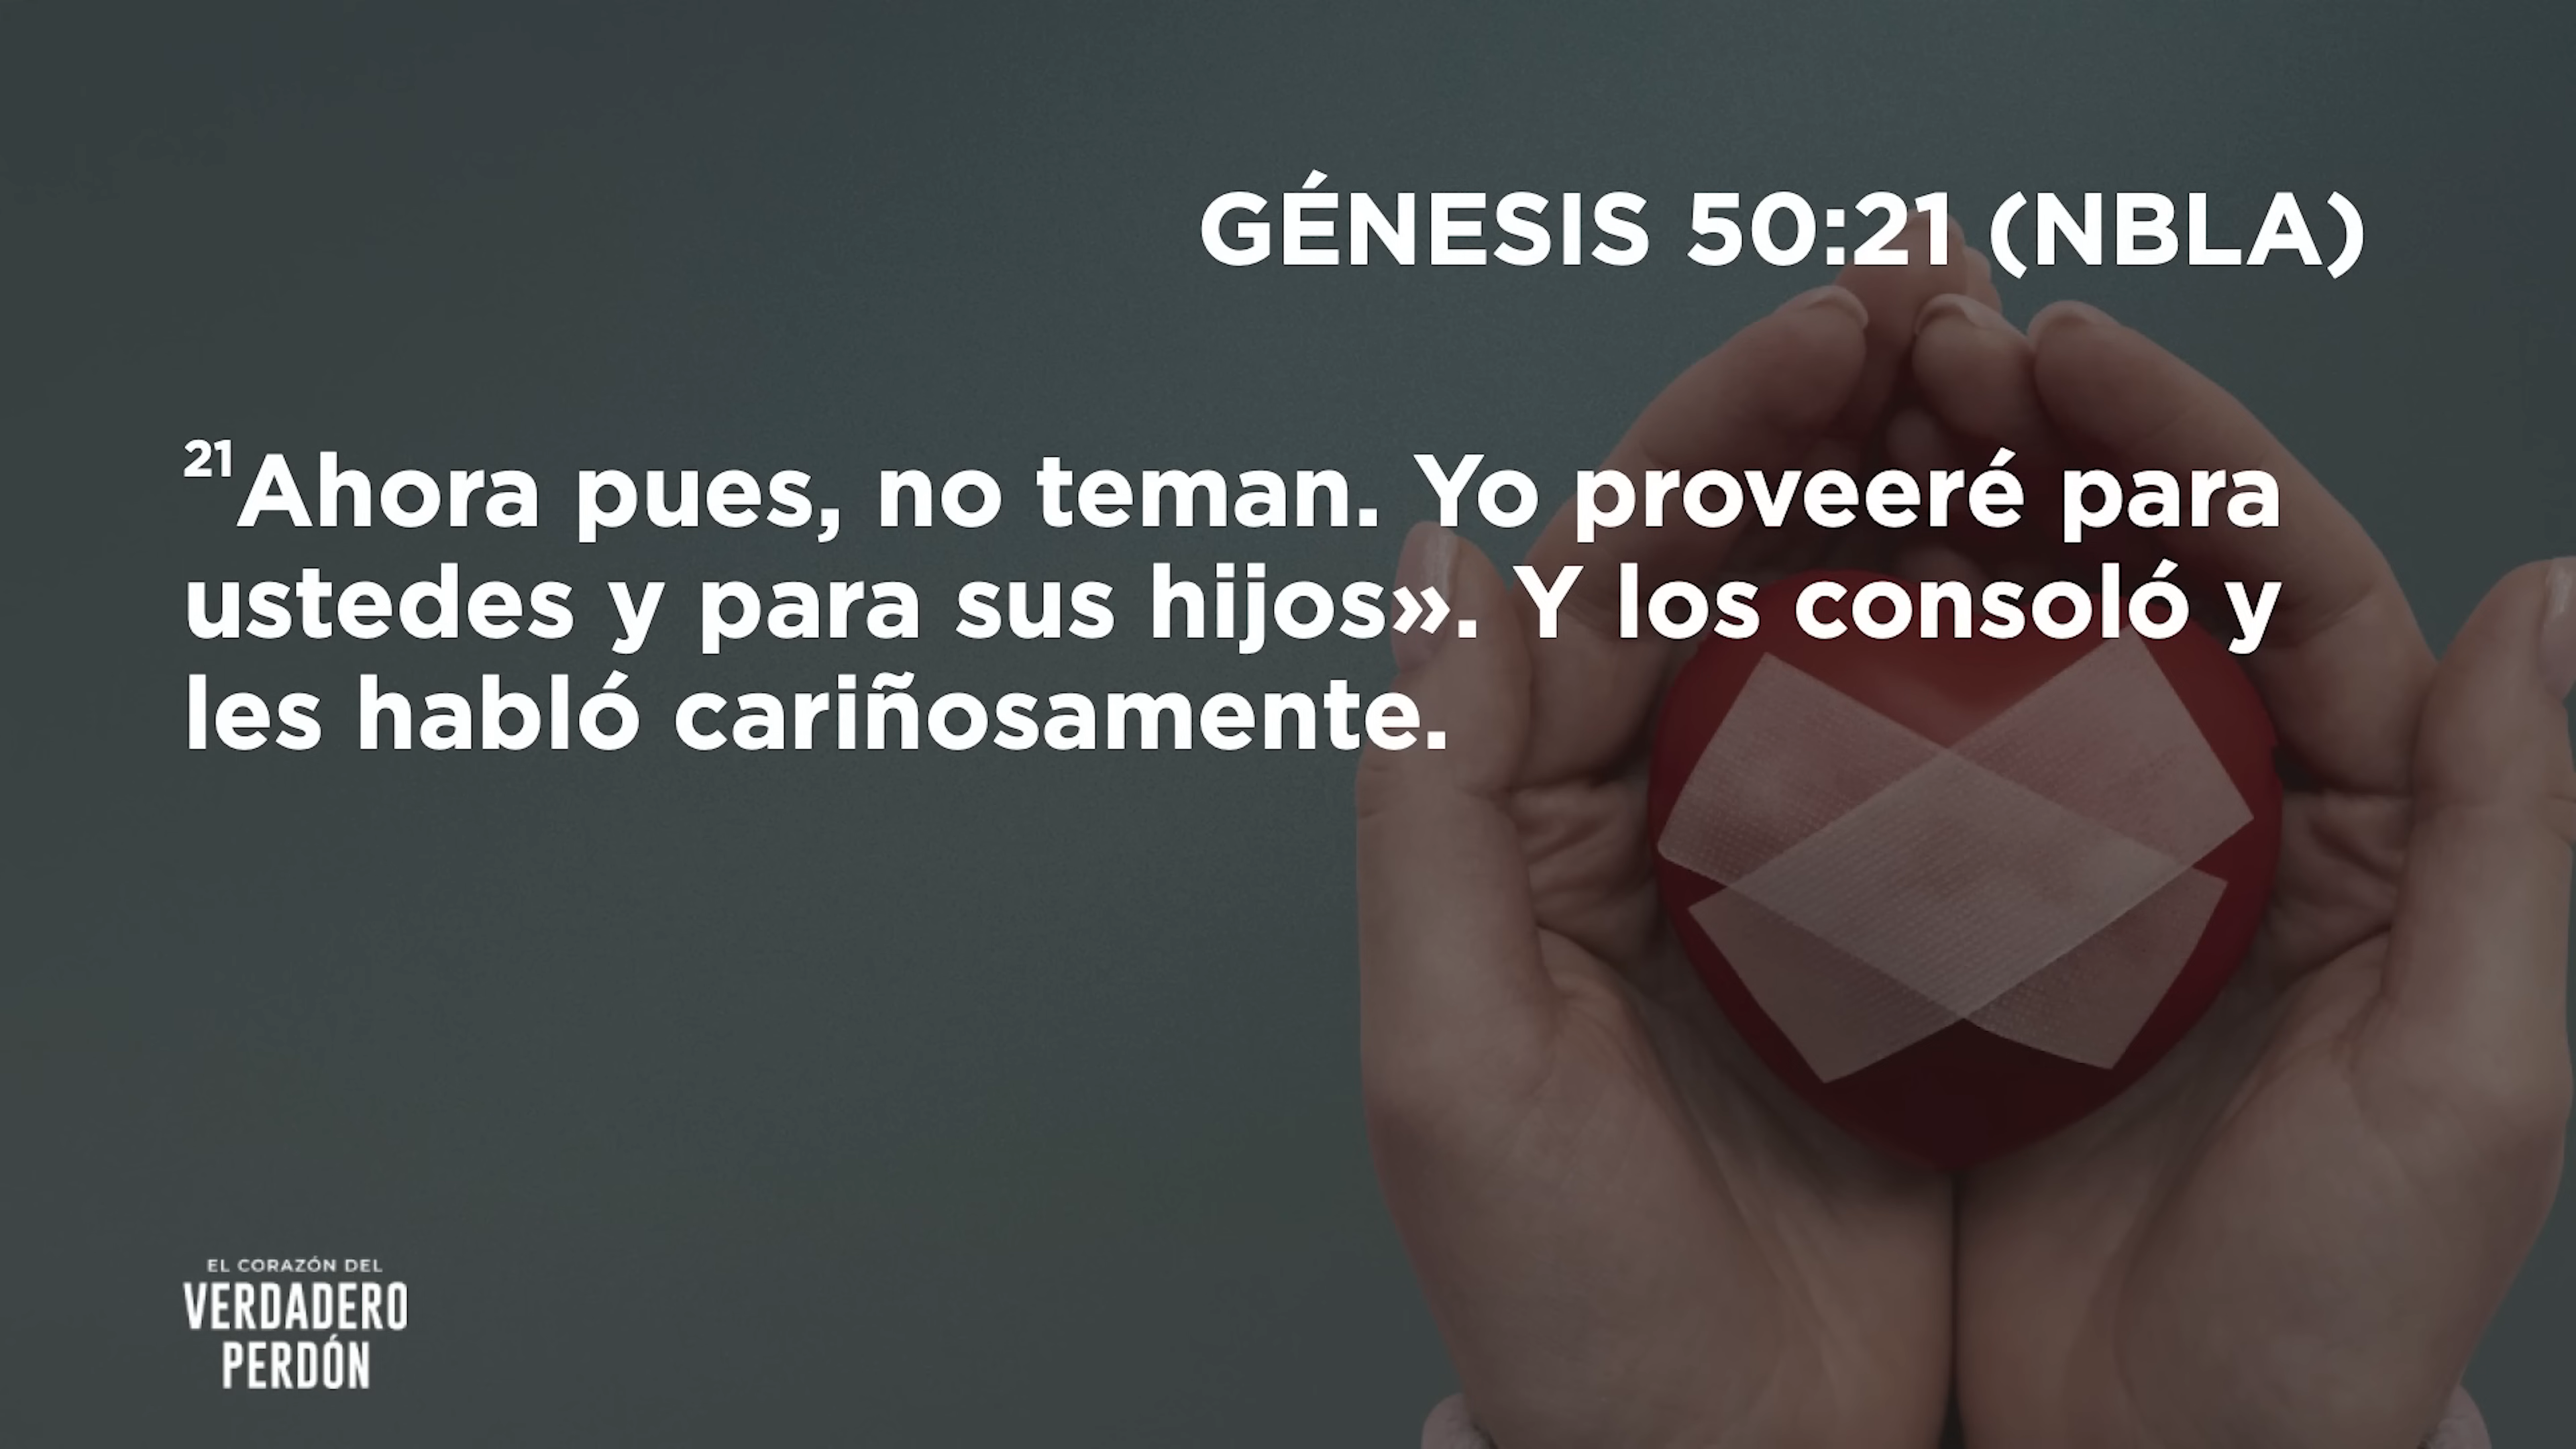 GÉNESIS 50:21 (NBLA)
21Ahora pues, no teman. Yo proveeré para
ustedes y para sus hijos». Y los consoló y
les habló cariñosamente.
EL CORAZÓN DEL
VERDADERO
PERDÓN